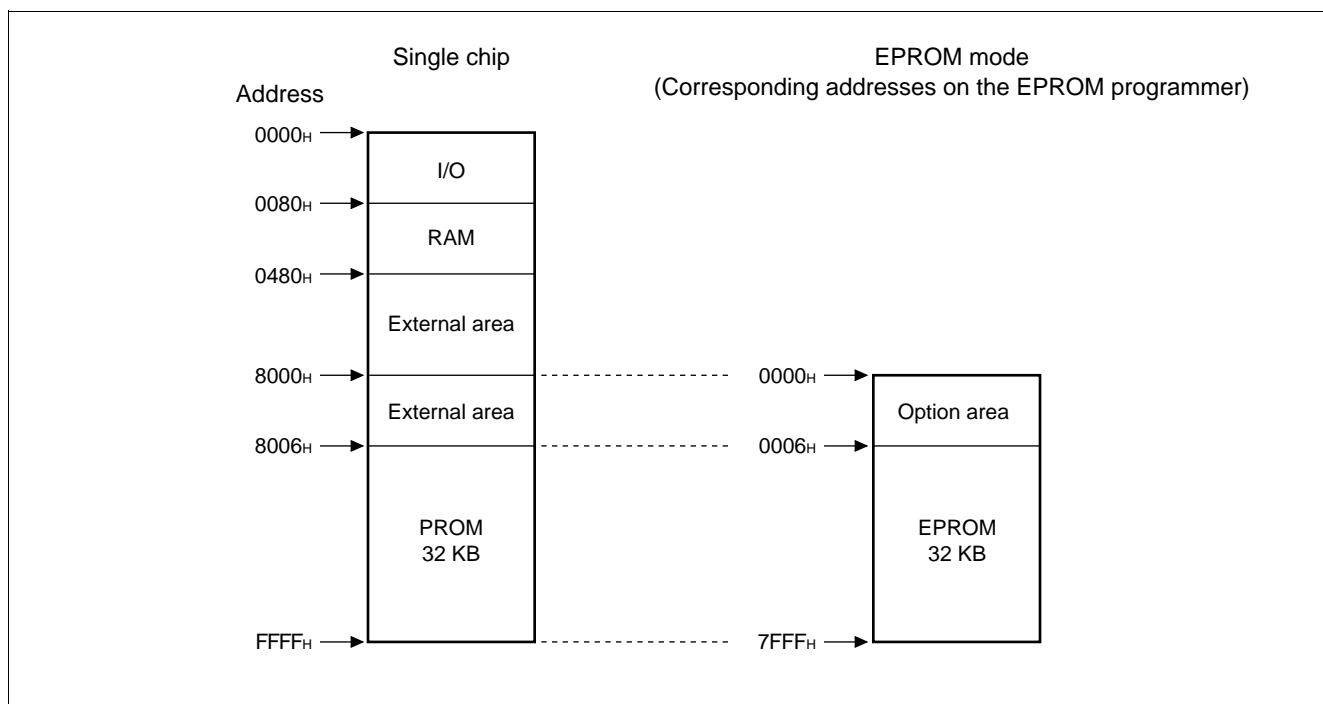 Single chip
EPROM mode
(Corresponding addresses on the EPROM programmer)
Address
0000H
I/O
0080H
RAM
0480H
External area
8000H
0000H
External area
Option area
8006H
0006H
PROM
32 KB
EPROM
32 KB
FFFFH
7FFFH